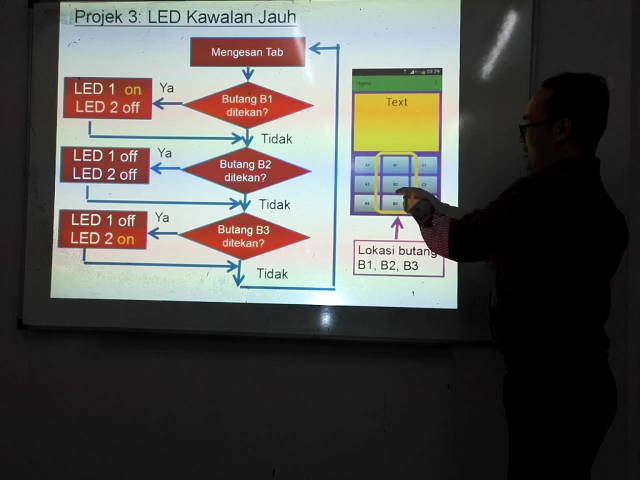 Projek 3: LED Kawalan Jauh
Mengesan Tab
LED 1 on
LED 2 off
Ya
Butang B1
ditekan?
Tidak
LED 1 off
LED 2 off
Ya
Butang B2
ditekan?
Tidak
LED 1 off
LED 2 on
Ya
Butang B3
ditekan?
Tidak
Home
Text
Lokasi butang
B1, B2, B3